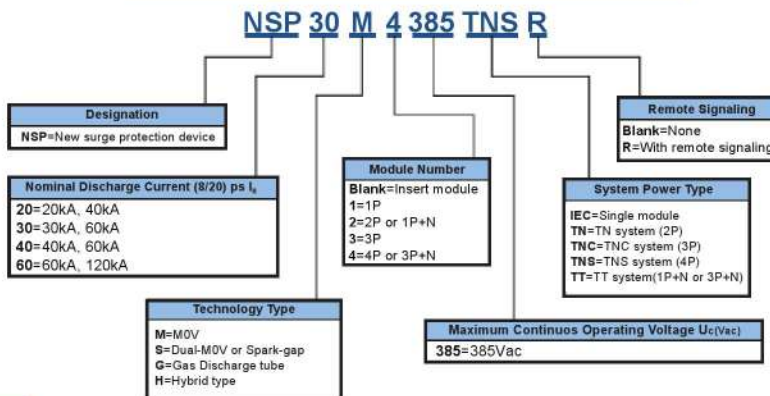 NSP 30 M 4 385 TNS R
Designation
NSP=New surge protection device
Nominal Discharge Current (8/20) ps Iₙ
20=20kA, 40kA
30=30kA, 60kA
40=40kA, 60kA
60=60kA, 120kA
Technology Type
M=M0V
S=Dual-M0V or Spark-gap
G=Gas Discharge tube
H=Hybrid type
Module Number
Blank=Insert module
1=1P
2=2P or 1P+N
3=3P
4=4P or 3P+N
Maximum Continuos Operating Voltage Uc(Vac)
385=385Vac
System Power Type
IEC=Single module
TN=TN system (2P)
TNC=TNC system (3P)
TNS=TNS system (4P)
TT=TT system(1P+N or 3P+N)
Remote Signaling
Blank=None
R=With remote signaling